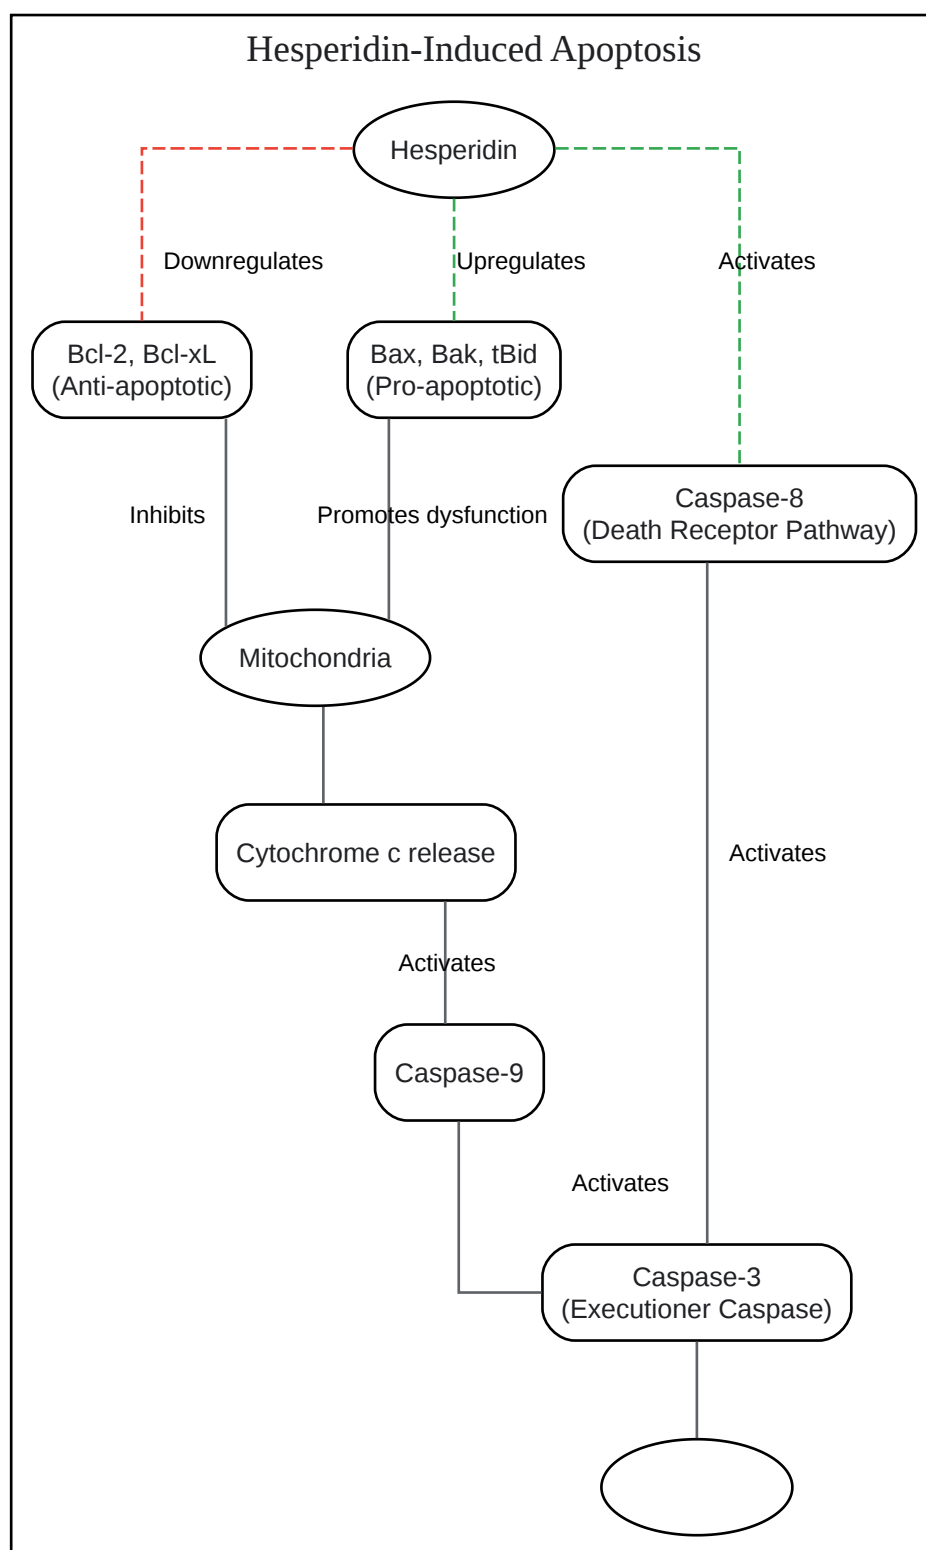 Hesperidin-Induced Apoptosis
Hesperidin
Downregulates
Upregulates
Activates
Bcl-2, Bcl-xL
(Anti-apoptotic)
Bax, Bak, tBid
(Pro-apoptotic)
Caspase-8
(Death Receptor Pathway)
Inhibits
Promotes dysfunction
Mitochondria
Cytochrome c release
Activates
Activates
Caspase-9
Activates
Caspase-3
(Executioner Caspase)